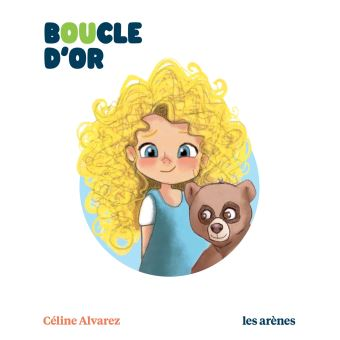 BOUCLE
D'OR
Céline Alvarez
les arènes